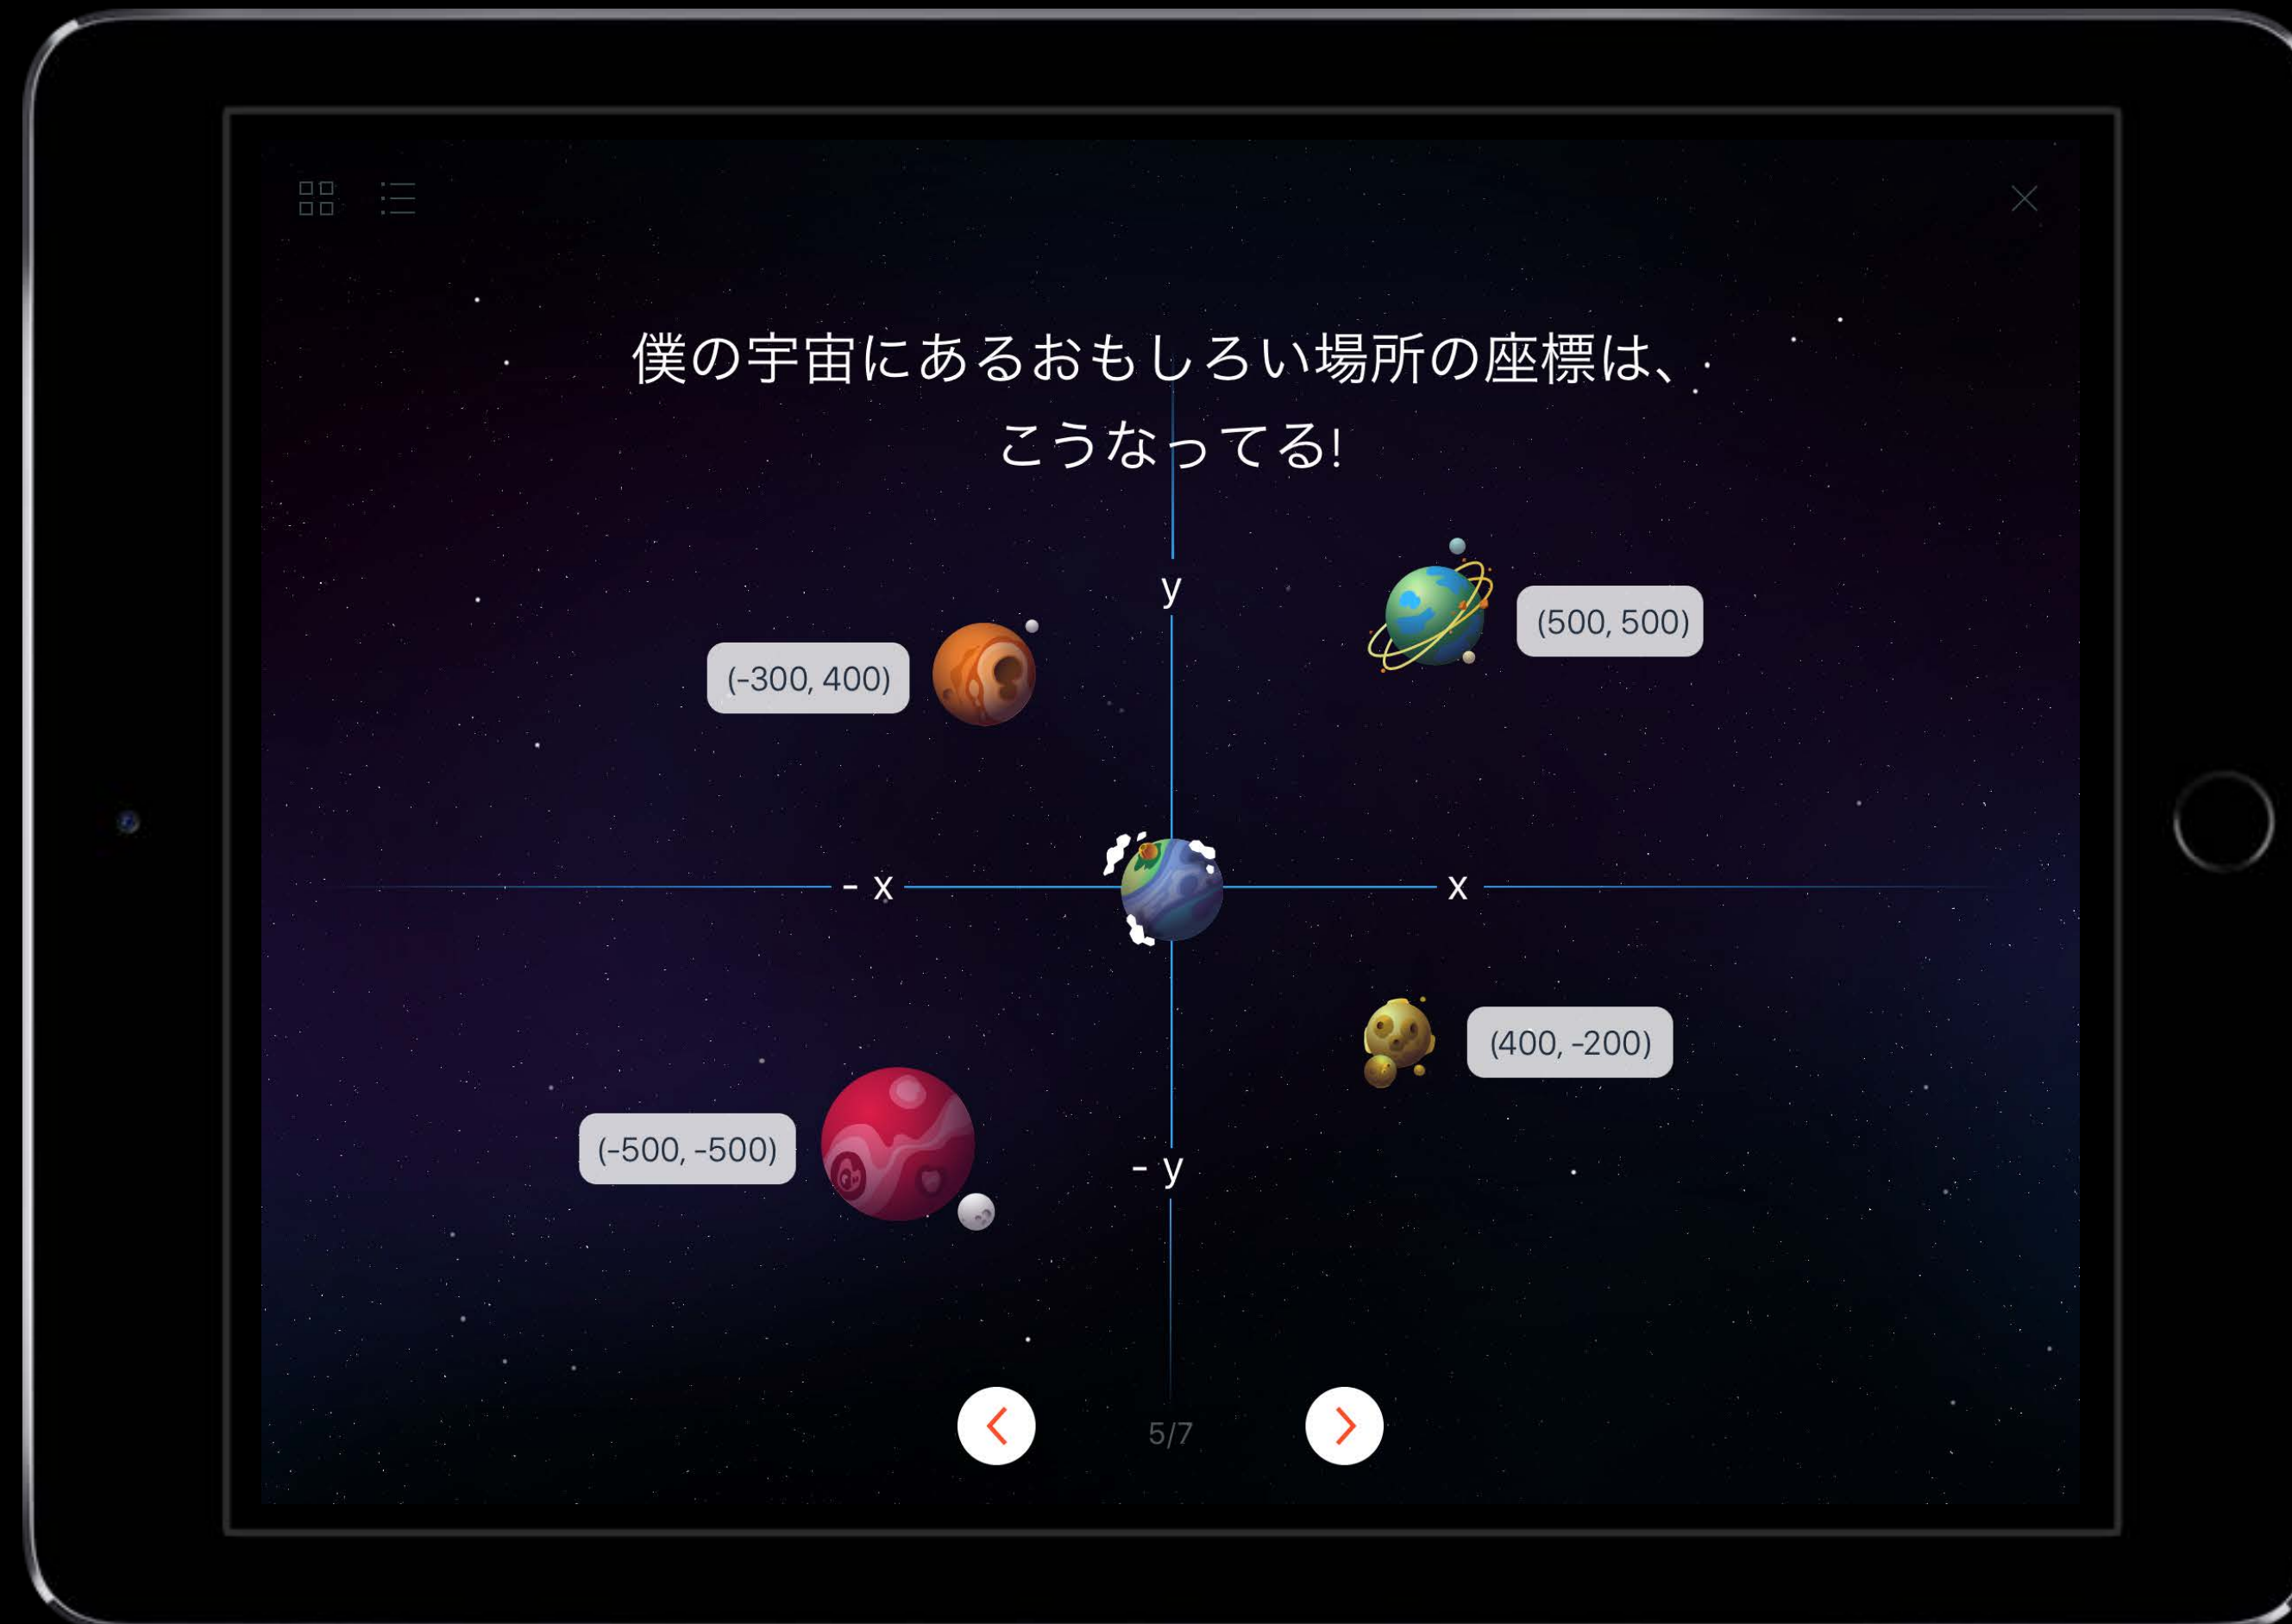 僕の宇宙にあるおもしろい場所の座標は、
こうなってる!
y
(500, 500)
(-300, 400)
- x
x
(400, -200)
(-500, -500)
- y
5/7